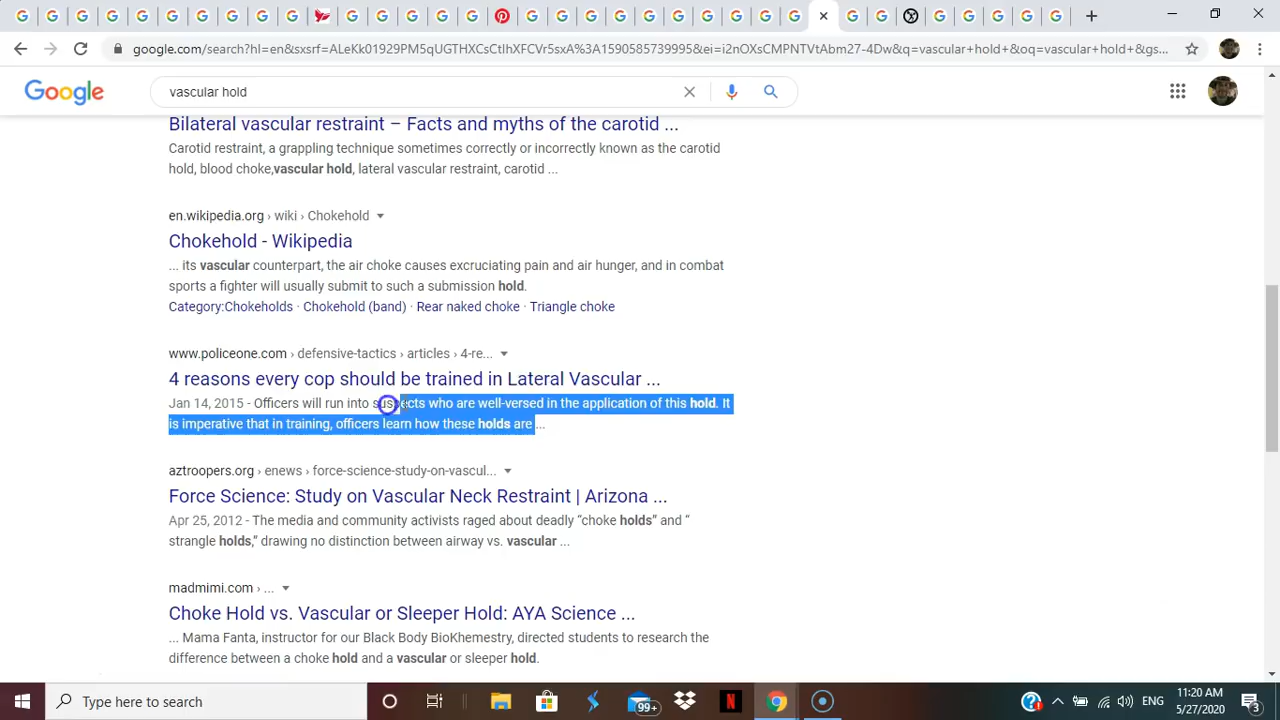 google.com/search?hl=en&sxsrf=ALeKk01929PM5qUGTHXCsCtIhXFCVr5sxA%3A1590585739995&ei=i2nOXsCMPNTVtAbm27-4Dw&q=vascular+hold+&oq=vascular+hold+&gs...
Google
vascular hold
Bilateral vascular restraint – Facts and myths of the carotid ...
Carotid restraint, a grappling technique sometimes correctly or incorrectly known as the carotid
hold, blood choke,vascular hold, lateral vascular restraint, carotid ...
en.wikipedia.org › wiki › Chokehold
Chokehold - Wikipedia
... its vascular counterpart, the air choke causes excruciating pain and air hunger, and in combat
sports a fighter will usually submit to such a submission hold.
Category:Chokeholds · Chokehold (band) · Rear naked choke · Triangle choke
www.policeone.com › defensive-tactics › articles › 4-re...
4 reasons every cop should be trained in Lateral Vascular ...
Jan 14, 2015 - Officers will run into suspects who are well-versed in the application of this hold. It
is imperative that in training, officers learn how these holds are ...
aztroopers.org › enews › force-science-study-on-vascul...
Force Science: Study on Vascular Neck Restraint | Arizona ...
Apr 25, 2012 - The media and community activists raged about deadly “choke holds” and “
strangle holds,” drawing no distinction between airway vs. vascular ...
madmimi.com › ...
Choke Hold vs. Vascular or Sleeper Hold: AYA Science ...
... Mama Fanta, instructor for our Black Body BioKhemestry, directed students to research the
difference between a choke hold and a vascular or sleeper hold.
Type here to search
99+
N
ENG
11:20 AM
5/27/2020
3